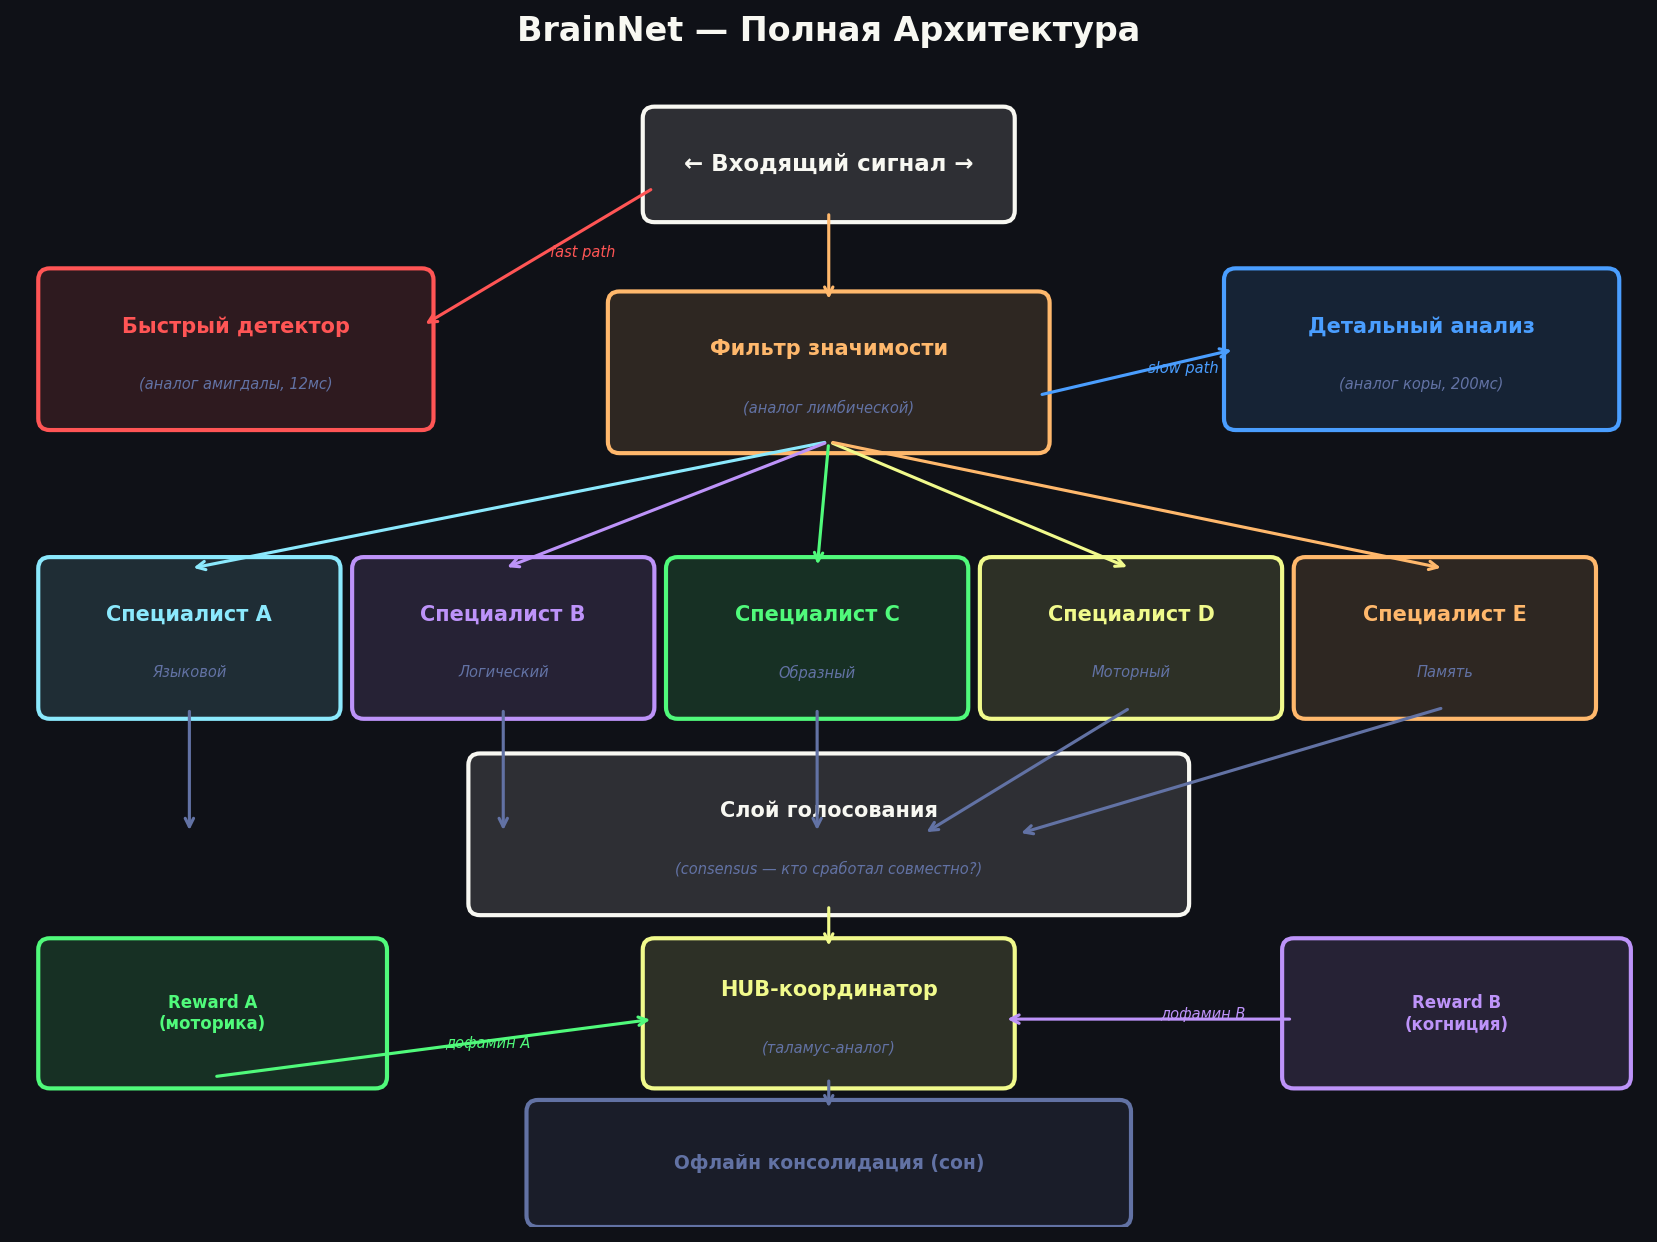 BrainNet — Полная Архитектура
← Входящий сигнал →
fast path
Быстрый детектор
(аналог амигдалы, 12мс)
Фильтр значимости
(аналог лимбической)
slow path
Детальный анализ
(аналог коры, 200мс)
Специалист A
Языковой
Специалист B
Логический
Специалист C
Образный
Специалист D
Моторный
Специалист E
Память
Слой голосования
(consensus — кто сработал совместно?)
Reward A
(моторика)
дофамин A
HUB-координатор
(таламус-аналог)
дофамин B
Reward B
(когниция)
Офлайн консолидация (сон)